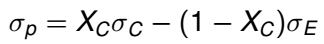 σ_p = X_C σ_C − (1 − X_C)σ_E